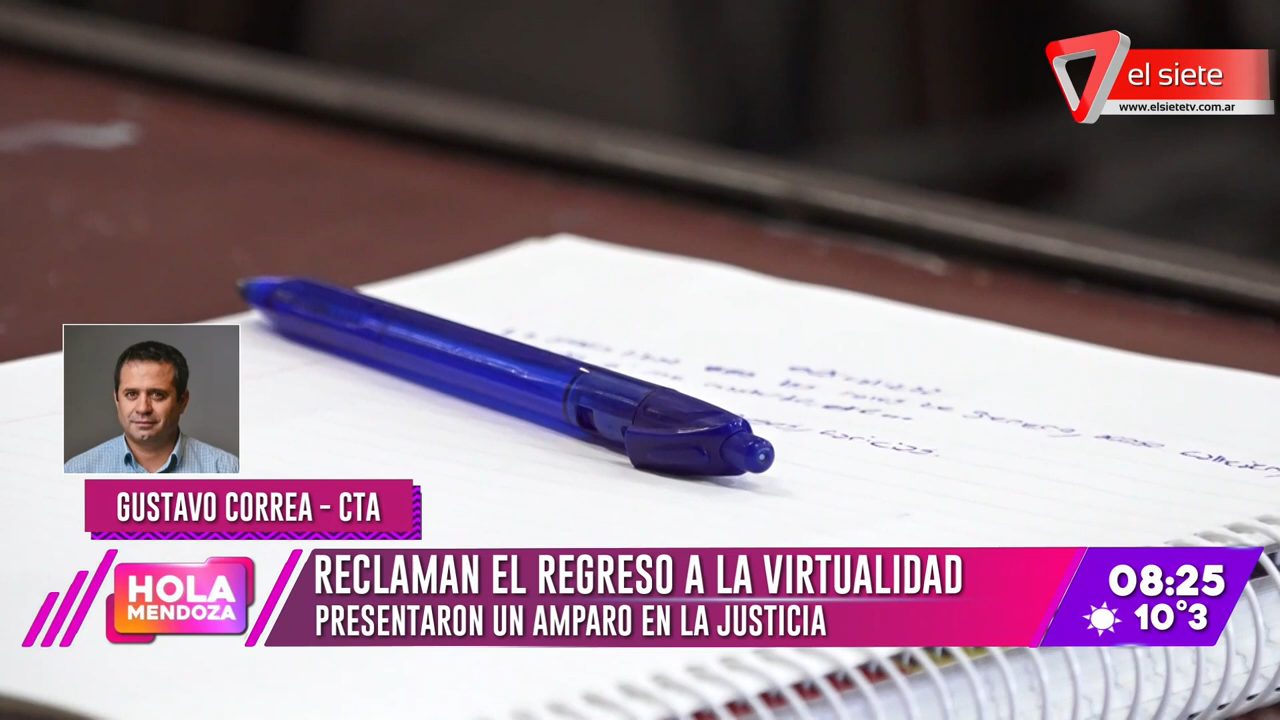 el siete
www.elsietetv.com.ar
GUSTAVO CORREA - CTA
HOLA
MENDOZA
RECLAMAN EL REGRESO A LA VIRTUALIDAD
PRESENTARON UN AMPARO EN LA JUSTICIA
08:25
10°3